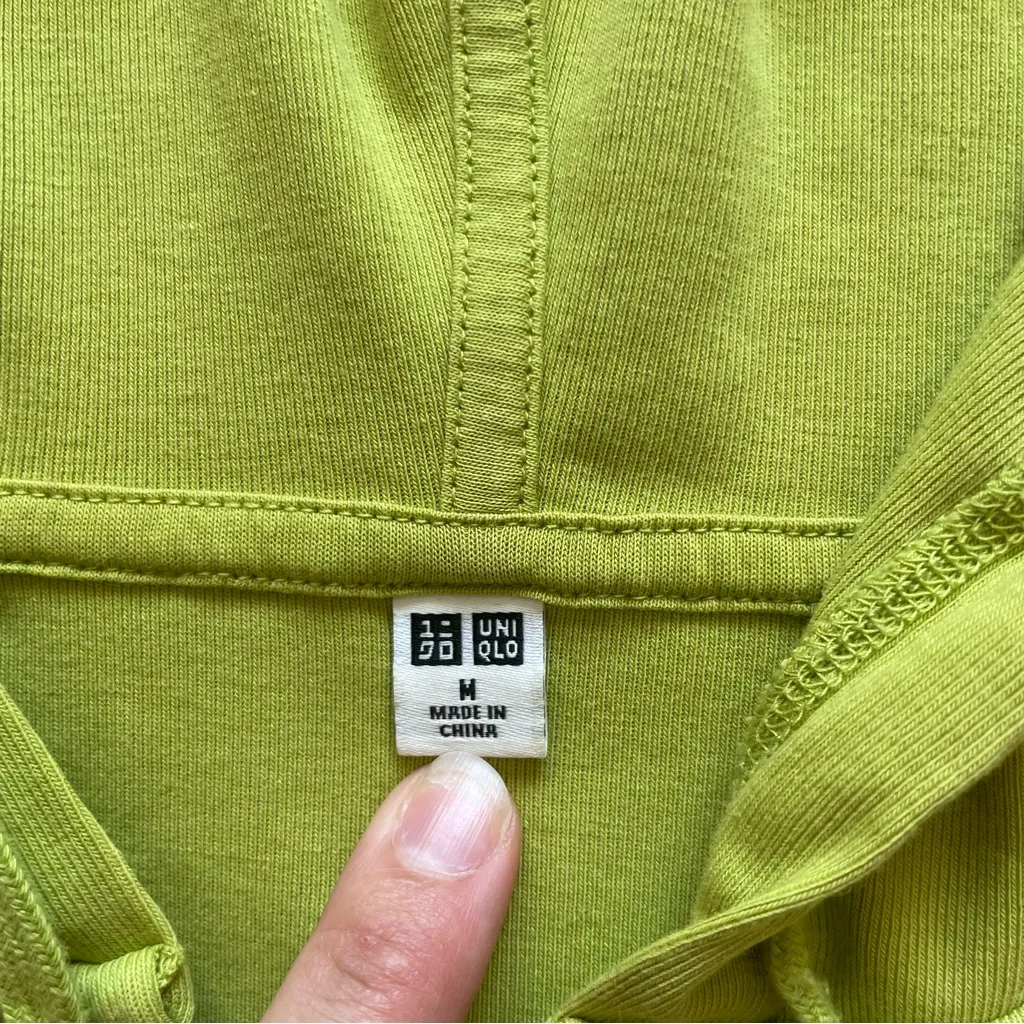 ユニ UNI
クロ QLO
M
MADE IN
CHINA